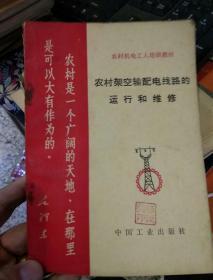 农村是一个广阔的天地，在那里
是可以大有作为的。
毛泽东
农村机电工人培训教材
农村架空输配电线路的
运行和维修
中国工业出版社